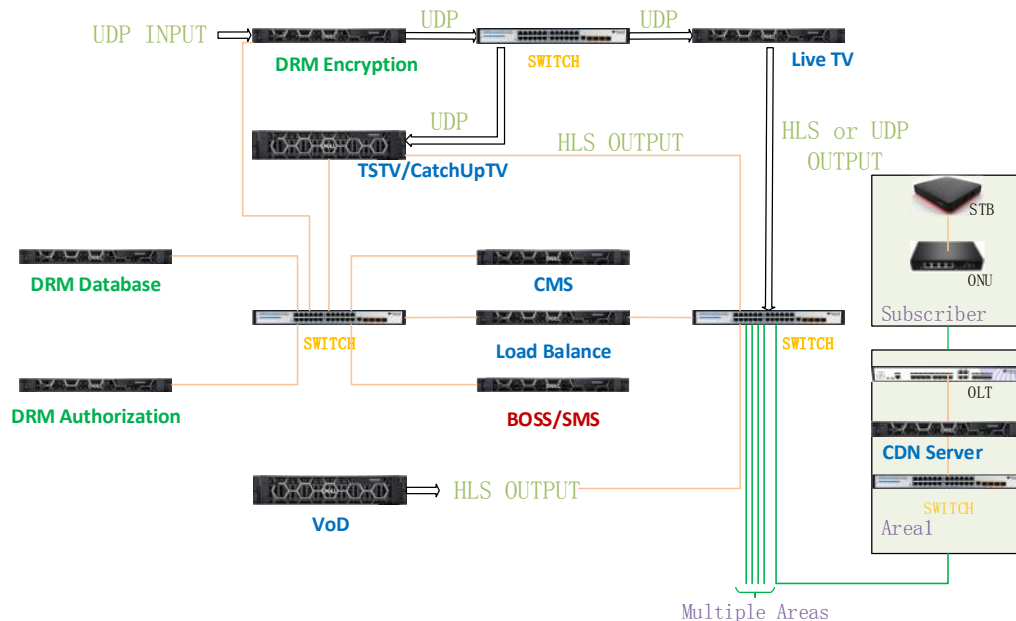 UDP INPUT
UDP
UDP
DRM Encryption
SWITCH
Live TV
UDP
HLS OUTPUT
HLS or UDP
OUTPUT
TSTV/CatchUpTV
STB
ONU
Subscriber
DRM Database
CMS
SWITCH
Load Balance
SWITCH
OLT
DRM Authorization
BOSS/SMS
CDN Server
HLS OUTPUT
VoD
SWITCH
Area1
Multiple Areas